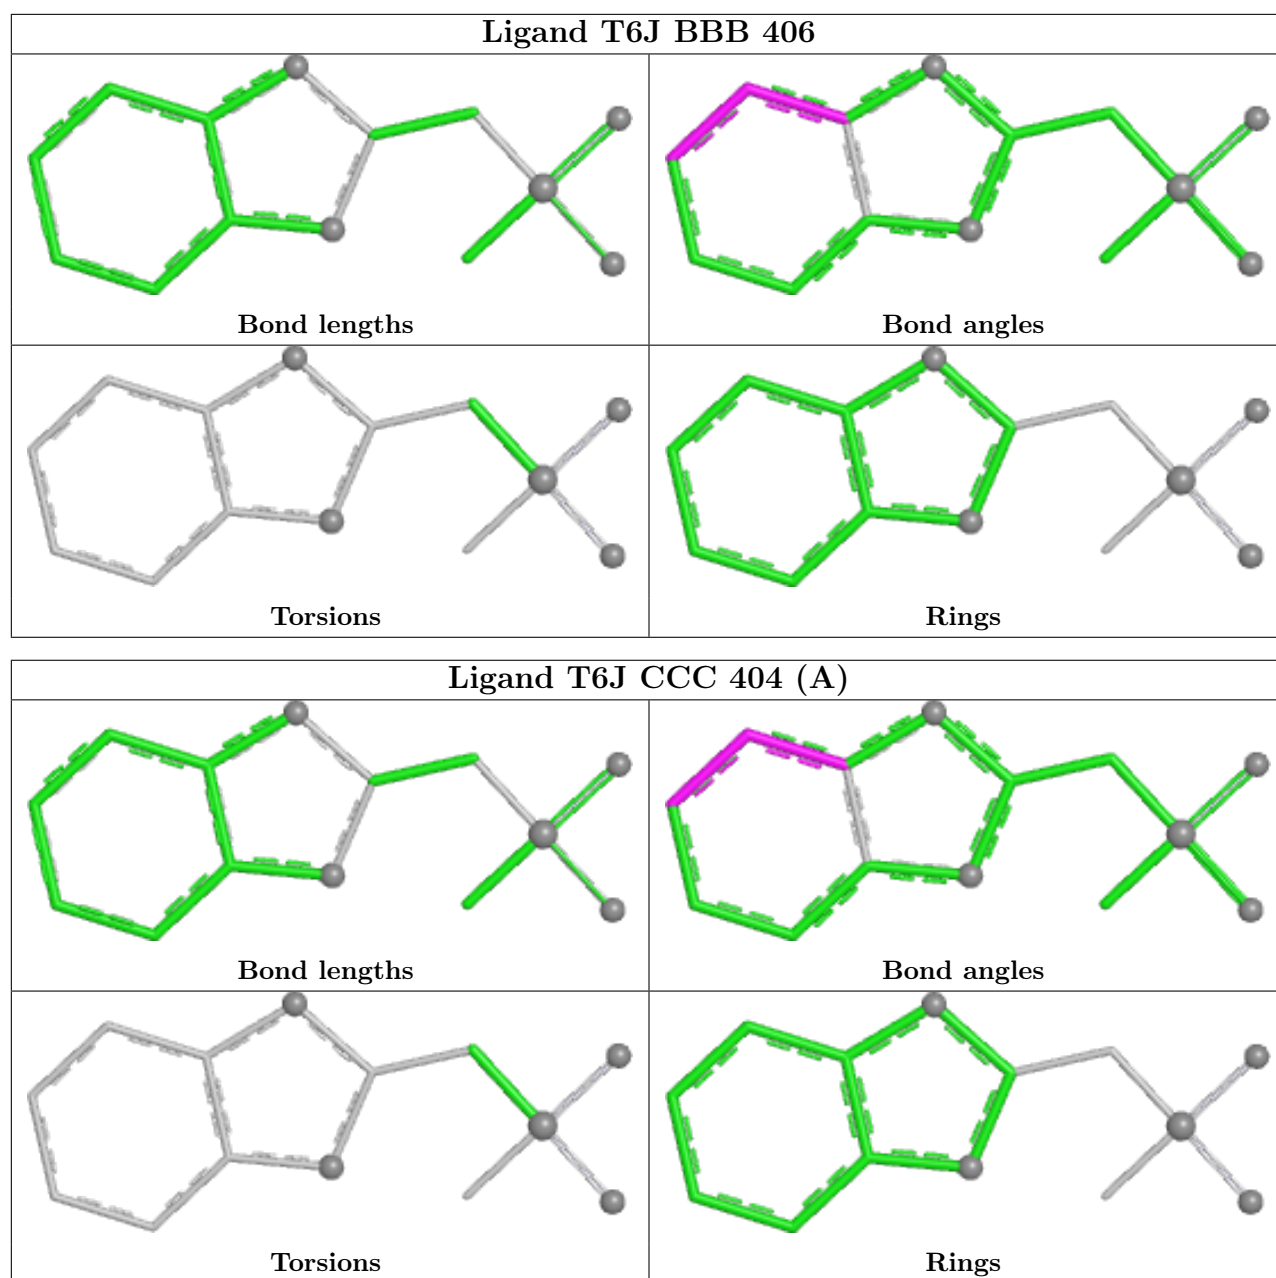 Ligand T6J BBB 406
Bond lengths
Bond angles
Torsions
Rings
Ligand T6J CCC 404 (A)
Bond lengths
Bond angles
Torsions
Rings